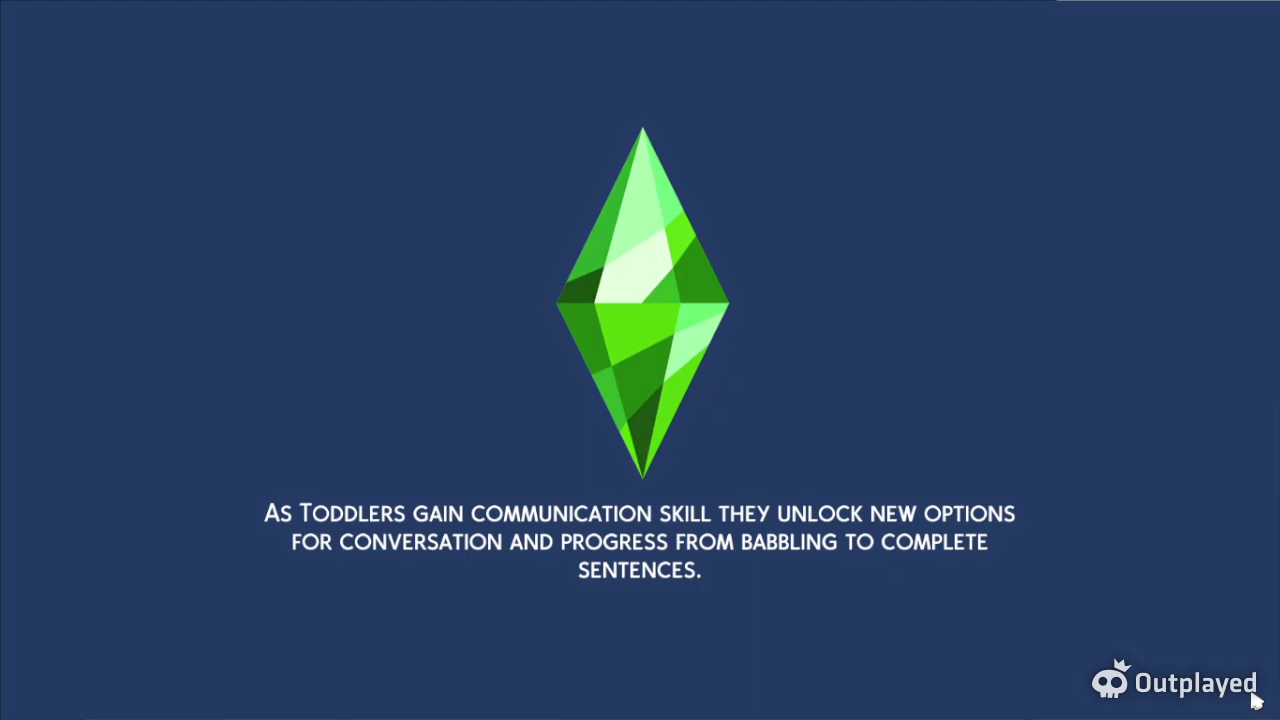 As Toddlers gain communication skill they unlock new options
for conversation and progress from babbling to complete
sentences.
Outplayed